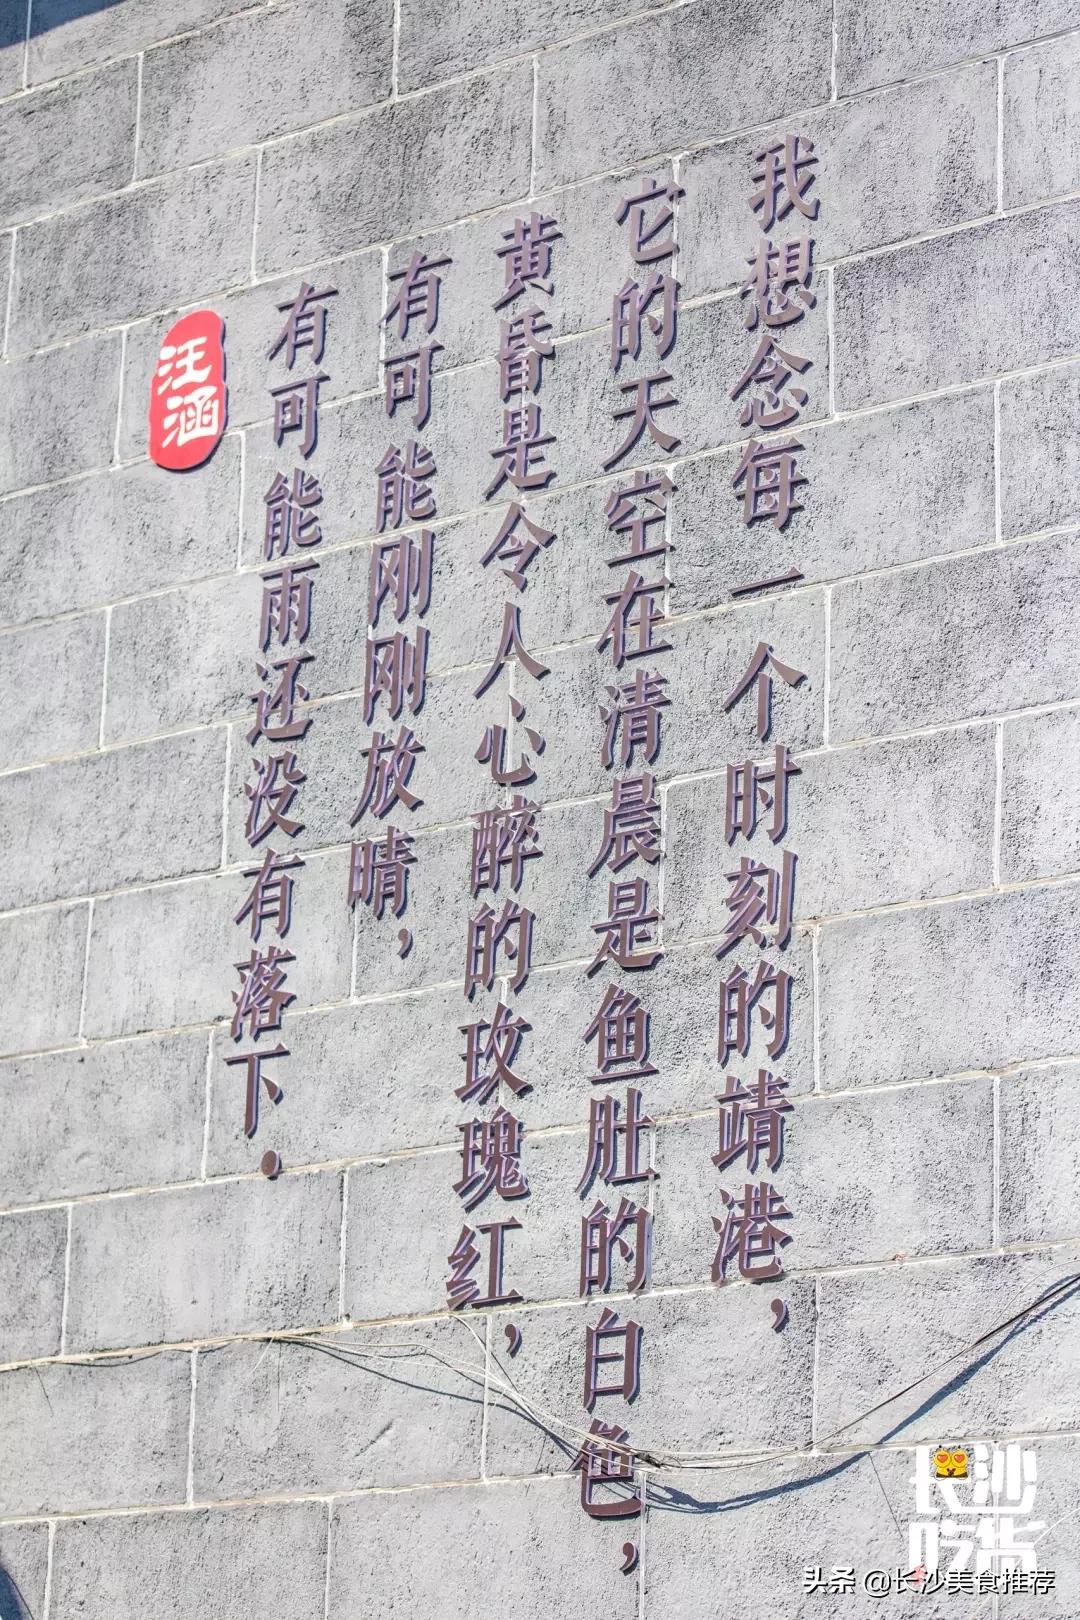 我想念每一个时刻的靖港，
它的天空在清晨是鱼肚的白色，
黄昏是令人心醉的玫瑰红，
有可能刚刚放晴，
有可能雨还没有落下.
汪涵
长沙
吃货
头条 @长沙美食推荐